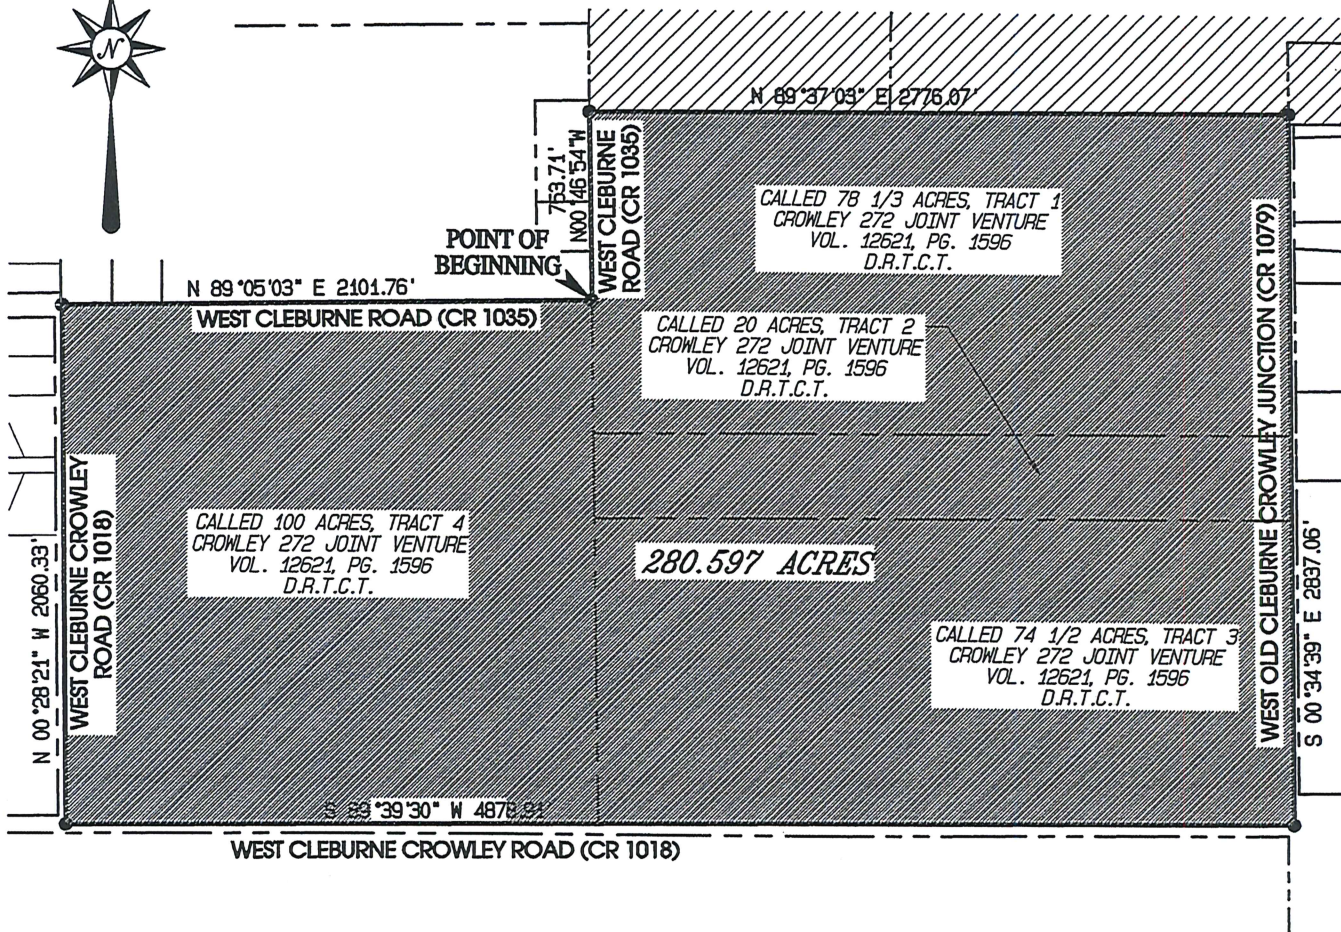 N
N 89°37'03" E 2776.07'
753.71'
N00°46'54"W
WEST CLEBURNE
ROAD (CR 1035)
CALLED 78 1/3 ACRES, TRACT 1
CROWLEY 272 JOINT VENTURE
VOL. 12621, PG. 1596
D.R.T.C.T.
POINT OF
BEGINNING
N 89°05'03" E 2101.76'
WEST CLEBURNE ROAD (CR 1035)
CALLED 20 ACRES, TRACT 2
CROWLEY 272 JOINT VENTURE
VOL. 12621, PG. 1596
D.R.T.C.T.
WEST OLD CLEBURNE CROWLEY JUNCTION (CR 1079)
S 00°34'39" E 2837.06'
N 00°28'21" W 2060.33'
WEST CLEBURNE CROWLEY
ROAD (CR 1018)
CALLED 100 ACRES, TRACT 4
CROWLEY 272 JOINT VENTURE
VOL. 12621, PG. 1596
D.R.T.C.T.
280.597 ACRES
CALLED 74 1/2 ACRES, TRACT 3
CROWLEY 272 JOINT VENTURE
VOL. 12621, PG. 1596
D.R.T.C.T.
S 89°39'30" W 4878.91'
WEST CLEBURNE CROWLEY ROAD (CR 1018)